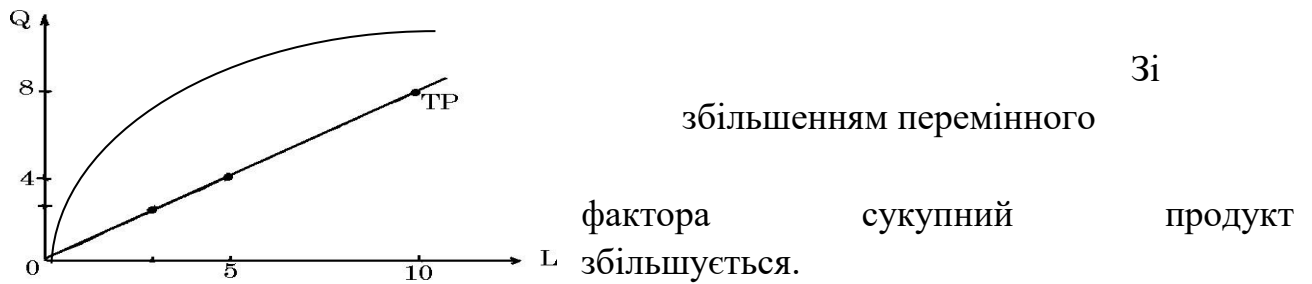 Q
8
TP
4
0
5
10
L
Зі
збільшенням перемінного
фактора сукупний продукт
збільшується.